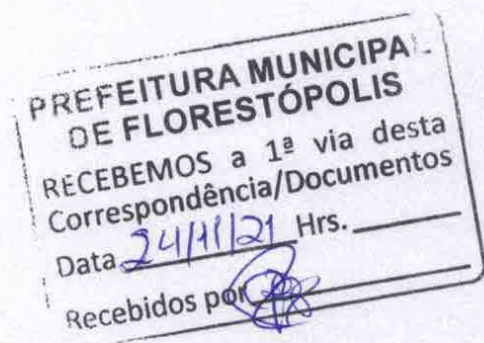 PREFEITURA MUNICIPAL
DE FLORESTÓPOLIS
RECEBEMOS a 1ª via desta
Correspondência/Documentos
Data 24/11/21 Hrs.
Recebidos por